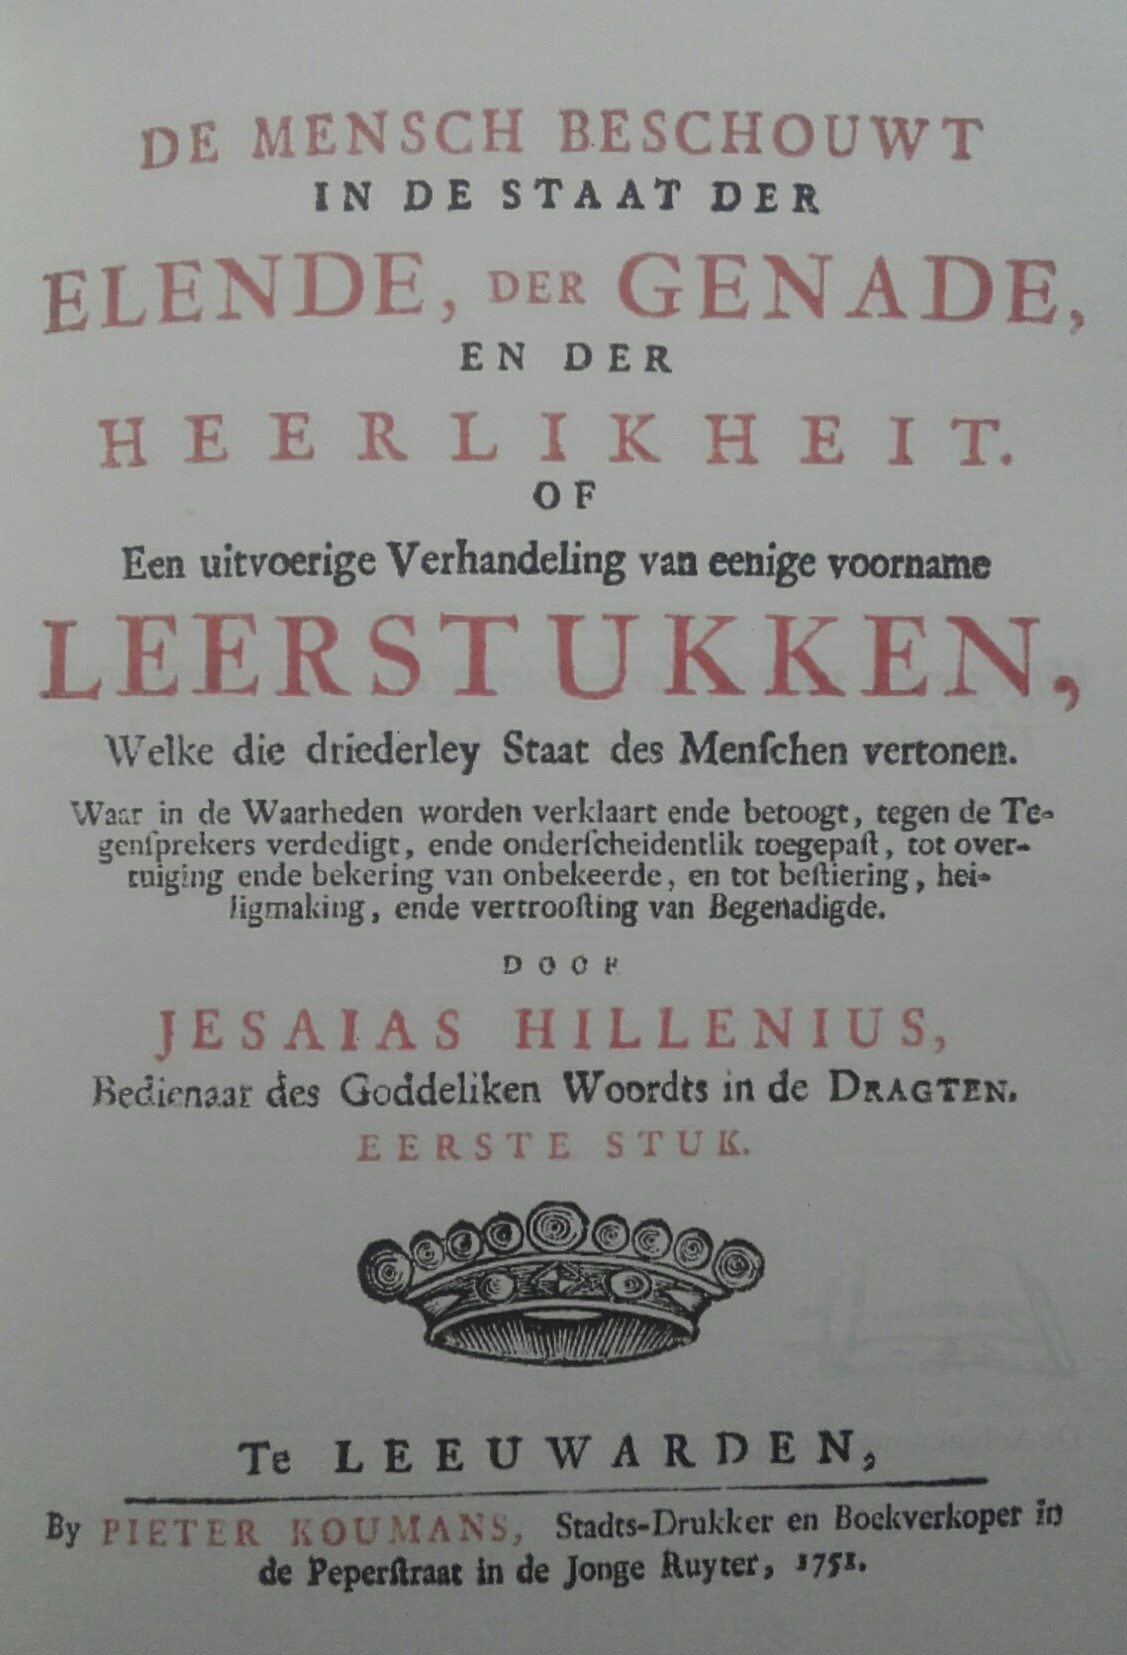 DE MENSCH BESCHOUWT
IN DE STAAT DER
ELENDE, DER GENADE,
EN DER
HEERLIKHEIT.
OF
Een uitvoerige Verhandeling van eenige voorname
LEERSTUKKEN,
Welke die driederley Staat des Menſchen vertonen.
Waar in de Waarheden worden verklaart ende betoogt, tegen de Te-
genſprekers verdedigt, ende onderſcheidentlik toegepaſt, tot over-
tuiging ende bekering van onbekeerde, en tot beſtiering, hei-
ligmaking, ende vertrooſting van Begenadigde.
DOOR
JESAIAS HILLENIUS,
Bedienaar des Goddeliken Woordts in de DRAGTEN.
EERSTE STUK.
Te LEEUWARDEN,
By PIETER KOUMANS, Stadts-Drukker en Boekverkoper in
de Peperſtraat in de Jonge Ruyter, 1751.